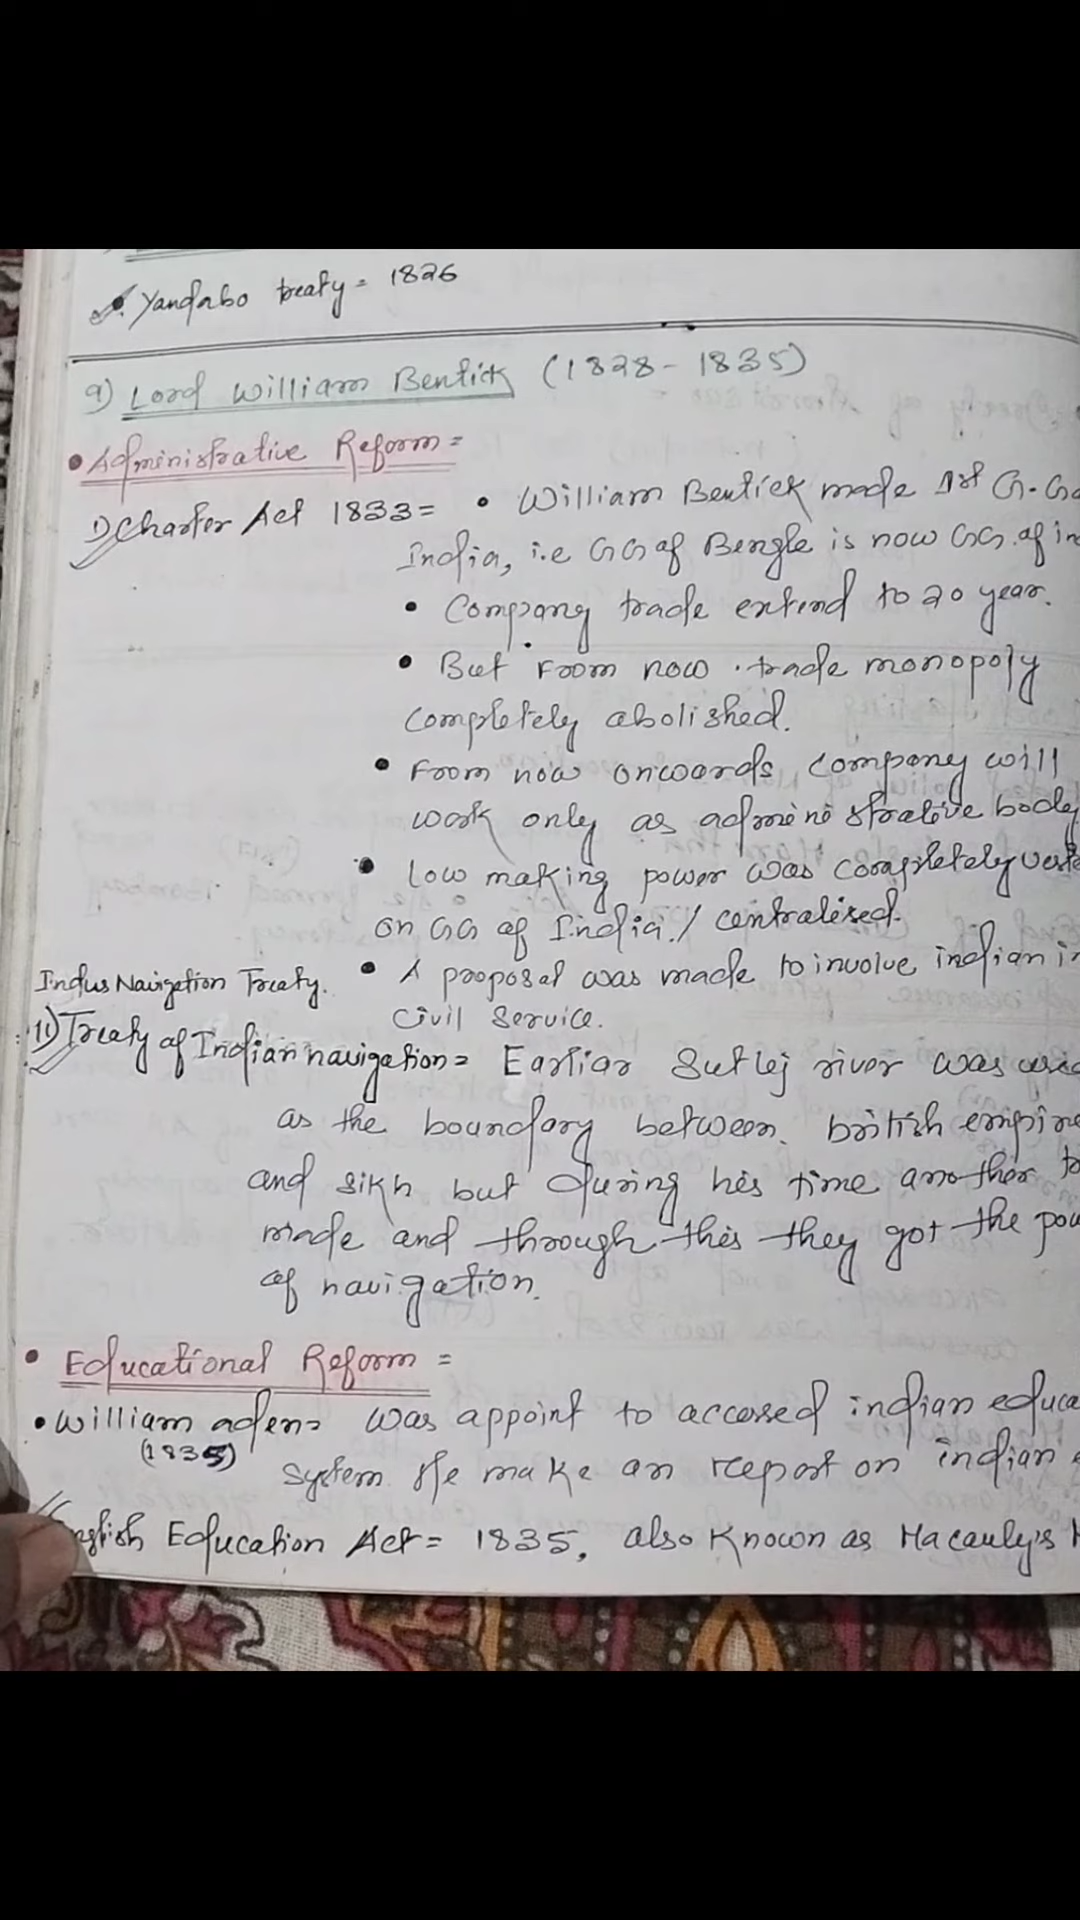 Yandabo treaty = 1826
9) Lord William Bentick (1828-1835)
• Administrative Reform =
1) Charter Act 1833 = • William Bentick made 1st G.
India, i.e GG of Bengle is now GG. of
• Company trade extend to 20 year.
• But From now trade monopoly
completely abolished.
• From now onwards company will
work only as administrative body
• Low making power was completely
on GG of India. / centralised.
• A proposal was made to involve indian
Civil Service.
Indus Navigation Treaty.
11) Treaty of Indian navigation = Earliar Sutlej river was
as the boundary between british empire
and sikh but during his time another
made and through this they got the
of navigation.
• Educational Reform =
• William aden = was appoint to accessed indian
(1835)
system He make an report on indian
Education Act = 1835, also Known as Macauly's